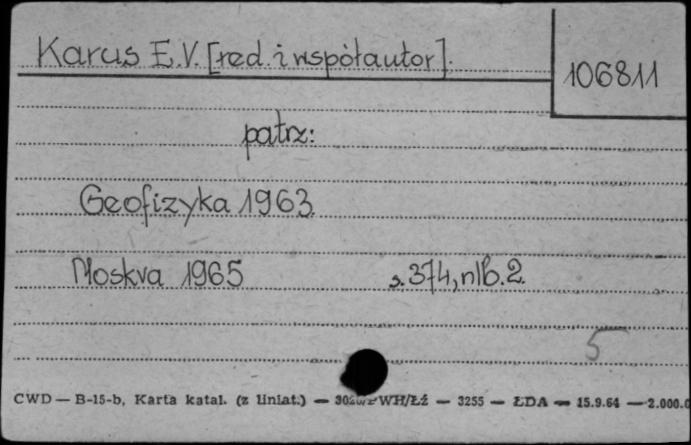 Karus E.V. [red. i współautor].
106811
patrz:
Geofizyka 1963.
Moskva 1965 s. 374, nlb. 2.
5
CWD — B-15-b, Karta katal. (z liniat.) — WH/ŁŹ — 3255 — ŁDA — 15.9.64 — 2.000.0